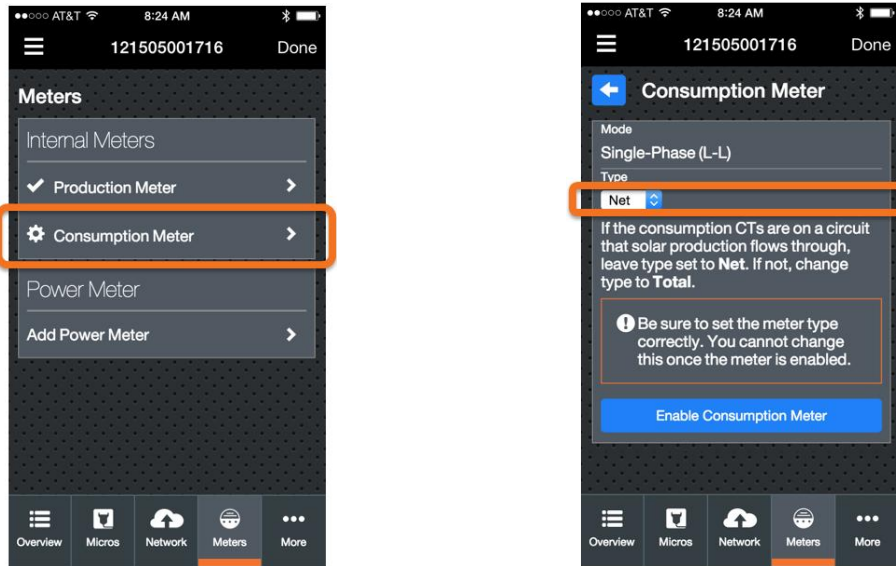 AT&T 8:24 AM
121505001716 Done
Meters
Internal Meters
Production Meter
Consumption Meter
Power Meter
Add Power Meter
Overview Micros Network Meters More
AT&T 8:24 AM
121505001716 Done
Consumption Meter
Mode
Single-Phase (L-L)
Type
Net
If the consumption CTs are on a circuit
that solar production flows through,
leave type set to Net. If not, change
type to Total.
Be sure to set the meter type
correctly. You cannot change
this once the meter is enabled.
Enable Consumption Meter
Overview Micros Network Meters More